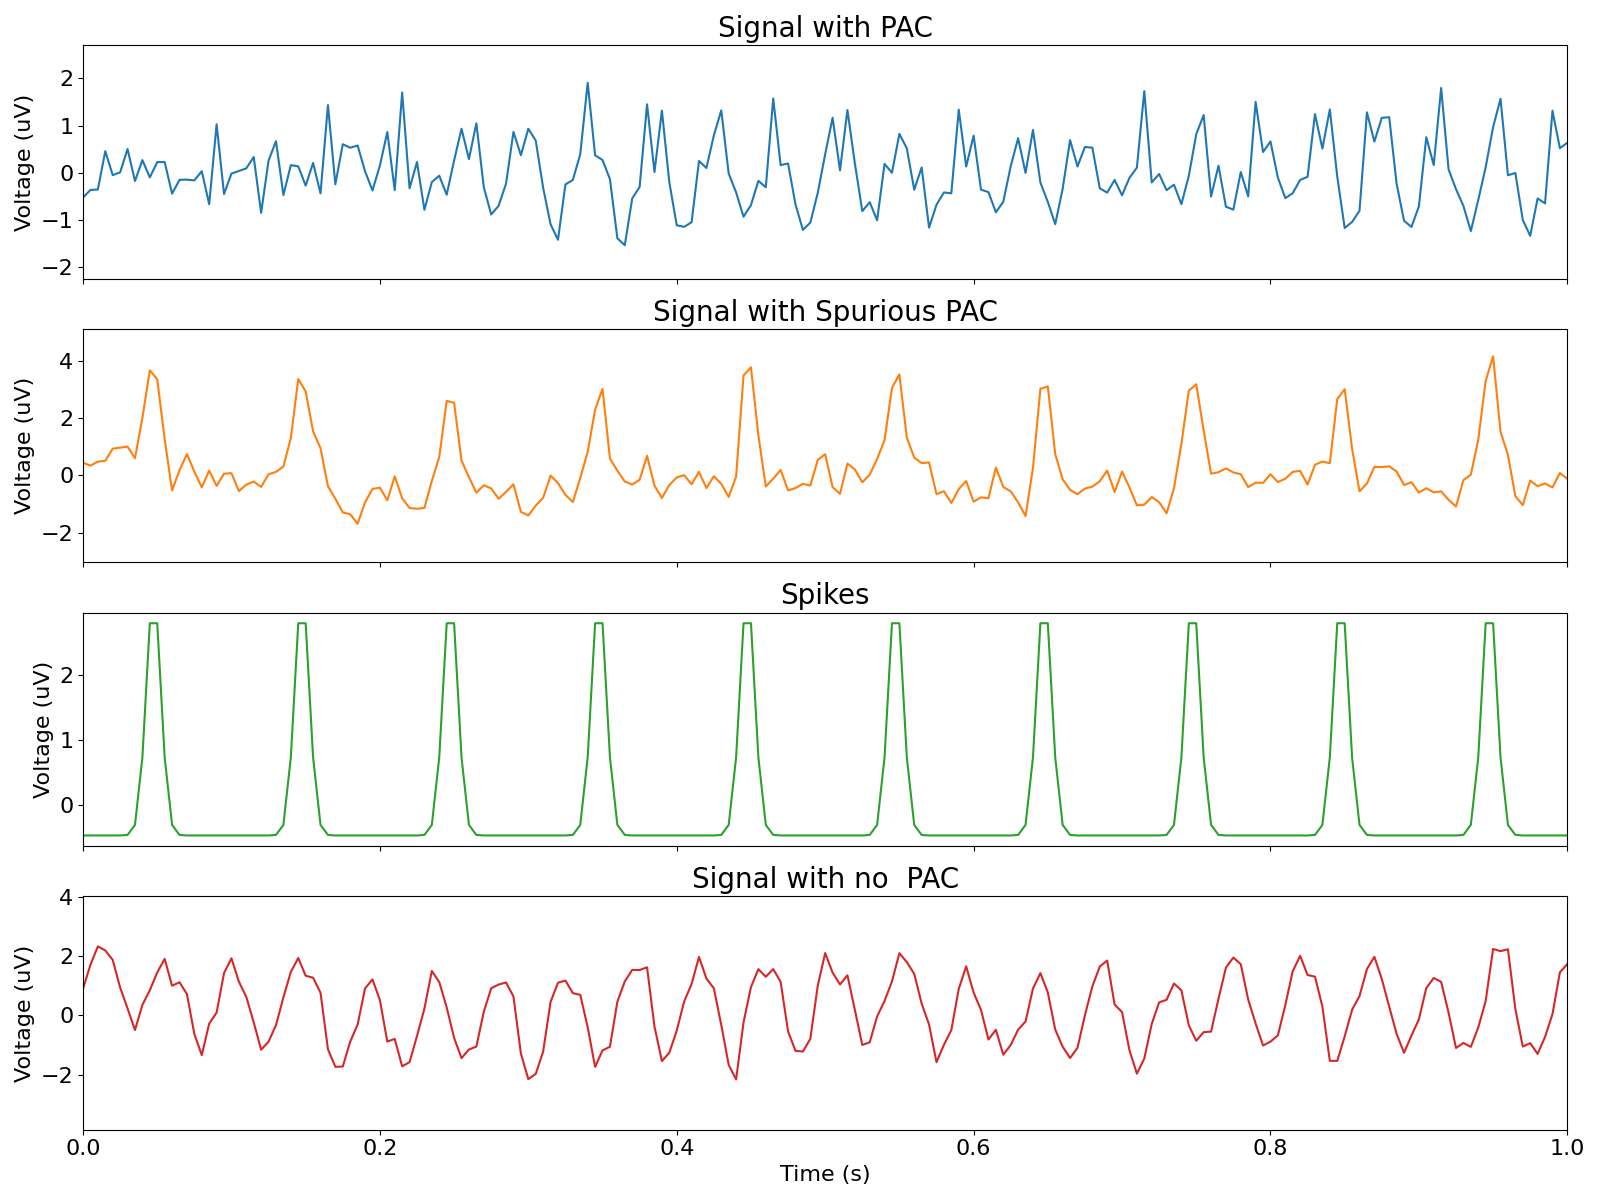 Signal with PAC
Voltage (uV)
2
1
0
−1
−2
Signal with Spurious PAC
Voltage (uV)
4
2
0
−2
Spikes
Voltage (uV)
2
1
0
Signal with no  PAC
Voltage (uV)
4
2
0
−2
0.0 0.2 0.4 0.6 0.8 1.0
Time (s)